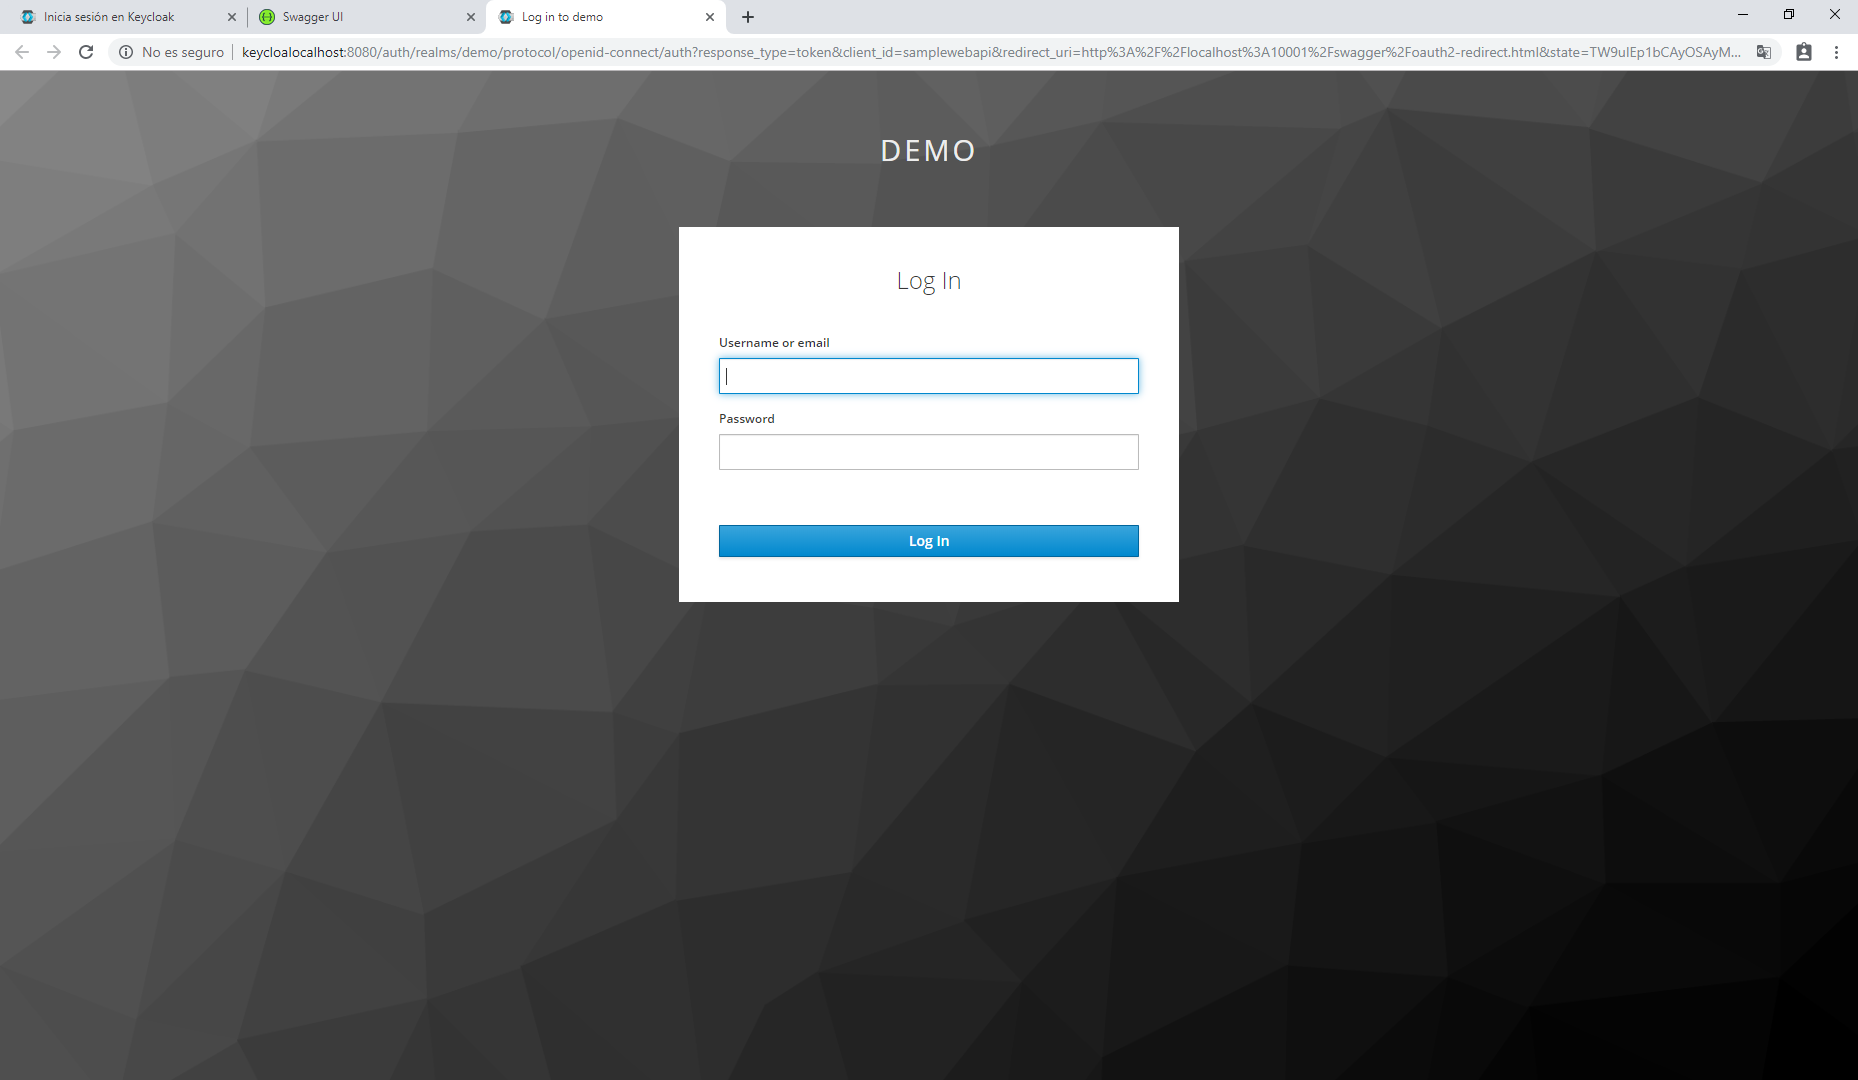 Inicia sesión en Keycloak
Swagger UI
Log in to demo
No es seguro
keycloalocalhost:8080/auth/realms/demo/protocol/openid-connect/auth?response_type=token&client_id=samplewebapi&redirect_uri=http%3A%2F%2Flocalhost%3A10001%2Fswagger%2Foauth2-redirect.html&state=TW9uIEp1bCAyOSAyM...
DEMO
Log In
Username or email
Password
Log In